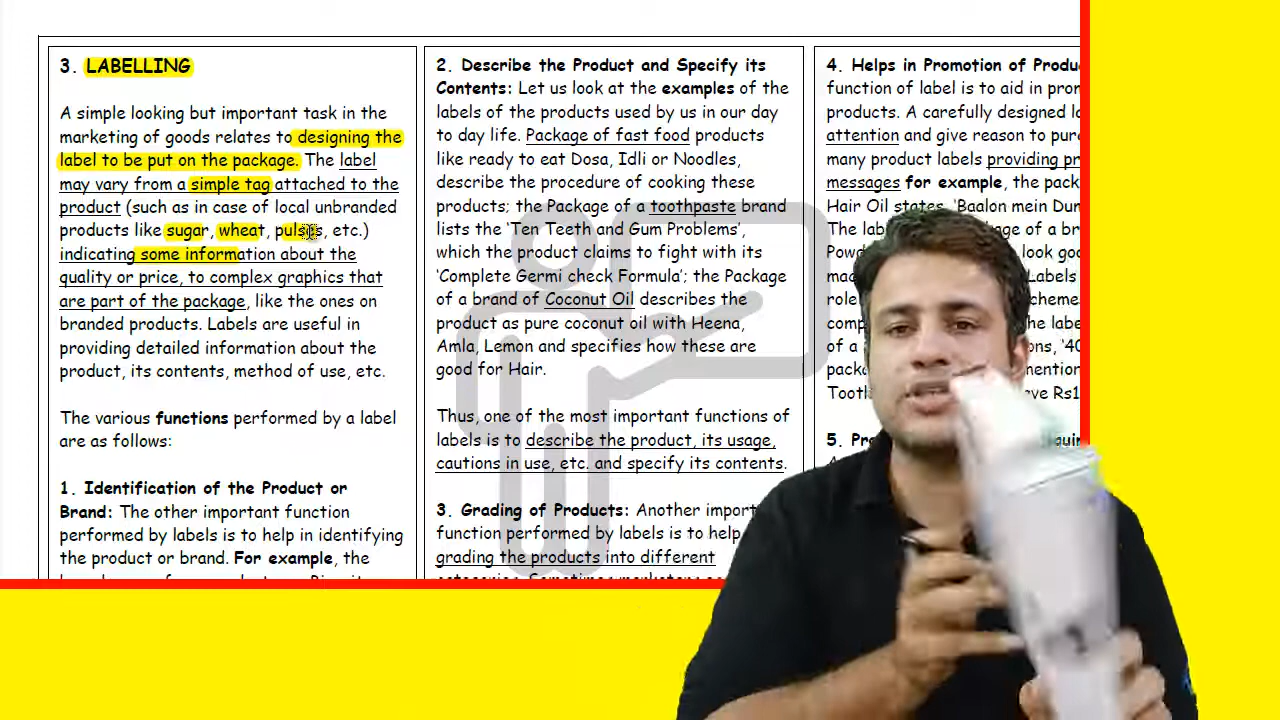 3. LABELLING
A simple looking but important task in the
marketing of goods relates to designing the
label to be put on the package. The label
may vary from a simple tag attached to the
product (such as in case of local unbranded
products like sugar, wheat, pulses, etc.)
indicating some information about the
quality or price, to complex graphics that
are part of the package, like the ones on
branded products. Labels are useful in
providing detailed information about the
product, its contents, method of use, etc.
The various functions performed by a label
are as follows:
1. Identification of the Product or
Brand: The other important function
performed by labels is to help in identifying
the product or brand. For example, the
2. Describe the Product and Specify its
Contents: Let us look at the examples of the
labels of the products used by us in our day
to day life. Package of fast food products
like ready to eat Dosa, Idli or Noodles,
describe the procedure of cooking these
products; the Package of a toothpaste brand
lists the ‘Ten Teeth and Gum Problems’,
which the product claims to fight with its
‘Complete Germi check Formula’; the Package
of a brand of Coconut Oil describes the
product as pure coconut oil with Heena,
Amla, Lemon and specifies how these are
good for Hair.
Thus, one of the most important functions of
labels is to describe the product, its usage,
cautions in use, etc. and specify its contents.
3. Grading of Products: Another
function performed by labels is to help
grading the products into different
4. Helps in Promotion of
function of label is to aid in
products. A carefully designed
attention and give reason to
many product labels providing
messages for example, the
Hair Oil states, ‘Baalon mein
The
look
Labels
role
of a
5.